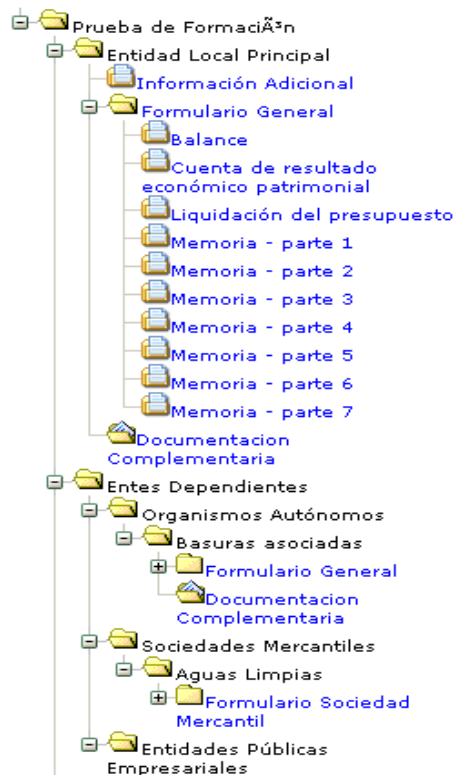 Prueba de FormaciÃ³n
Entidad Local Principal
Información Adicional
Formulario General
Balance
Cuenta de resultado
económico patrimonial
Liquidación del presupuesto
Memoria - parte 1
Memoria - parte 2
Memoria - parte 3
Memoria - parte 4
Memoria - parte 5
Memoria - parte 6
Memoria - parte 7
Documentacion
Complementaria
Entes Dependientes
Organismos Autónomos
Basuras asociadas
Formulario General
Documentacion
Complementaria
Sociedades Mercantiles
Aguas Limpias
Formulario Sociedad
Mercantil
Entidades Públicas
Empresariales